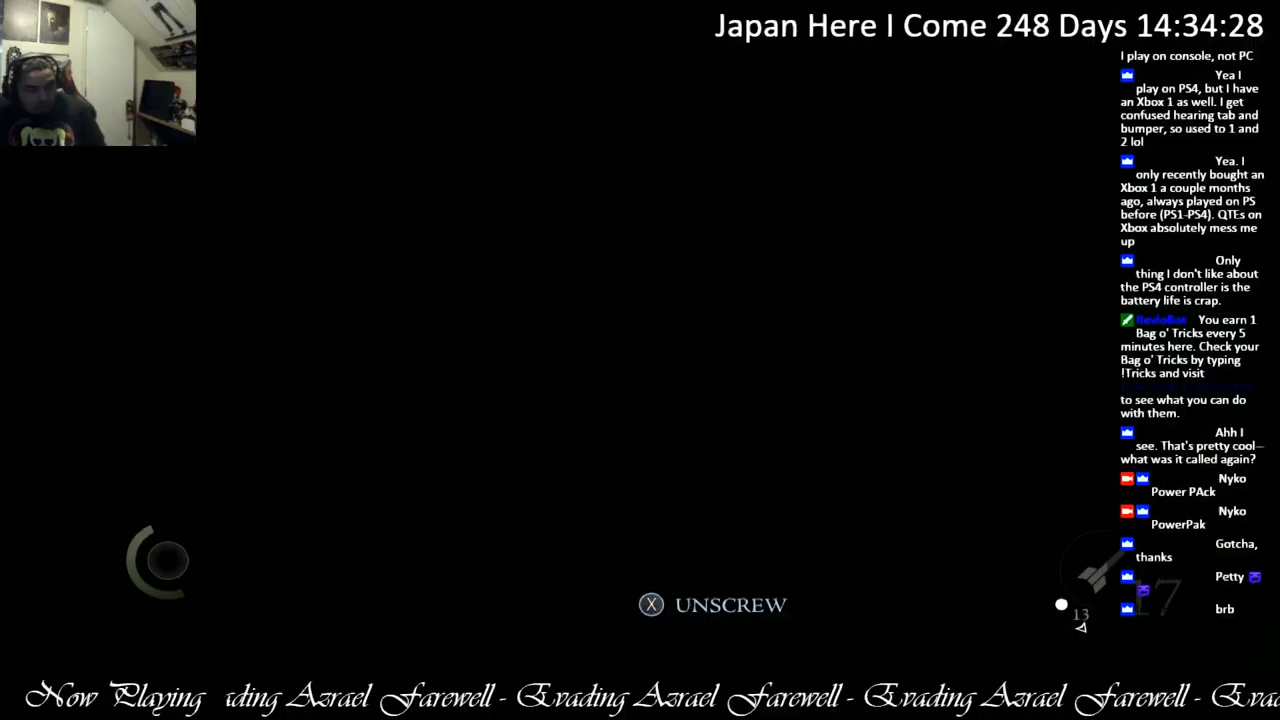 Japan Here I Come 248 Days 14:34:28
I play on console, not PC
Yea I
play on PS4, but I have
an Xbox 1 as well. I get
confused hearing tab and
bumper, so used to 1 and
2 lol
Yea. I
only recently bought an
Xbox 1 a couple months
ago, always played on PS
before (PS1-PS4). QTEs on
Xbox absolutely mess me
up
Only
thing I don't like about
the PS4 controller is the
battery life is crap.
RevloBot You earn 1
Bag o' Tricks every 5
minutes here. Check your
Bag o' Tricks by typing
!Tricks and visit
to see what you can do
with them.
Ahh I
see. That's pretty cool—
what was it called again?
Nyko
Power PAck
Nyko
PowerPak
Gotcha,
thanks
Petty
brb
17
13
X UNSCREW
Now Playing iding Azrael Farewell - Evading Azrael Farewell - Evading Azrael Farewell - Evad